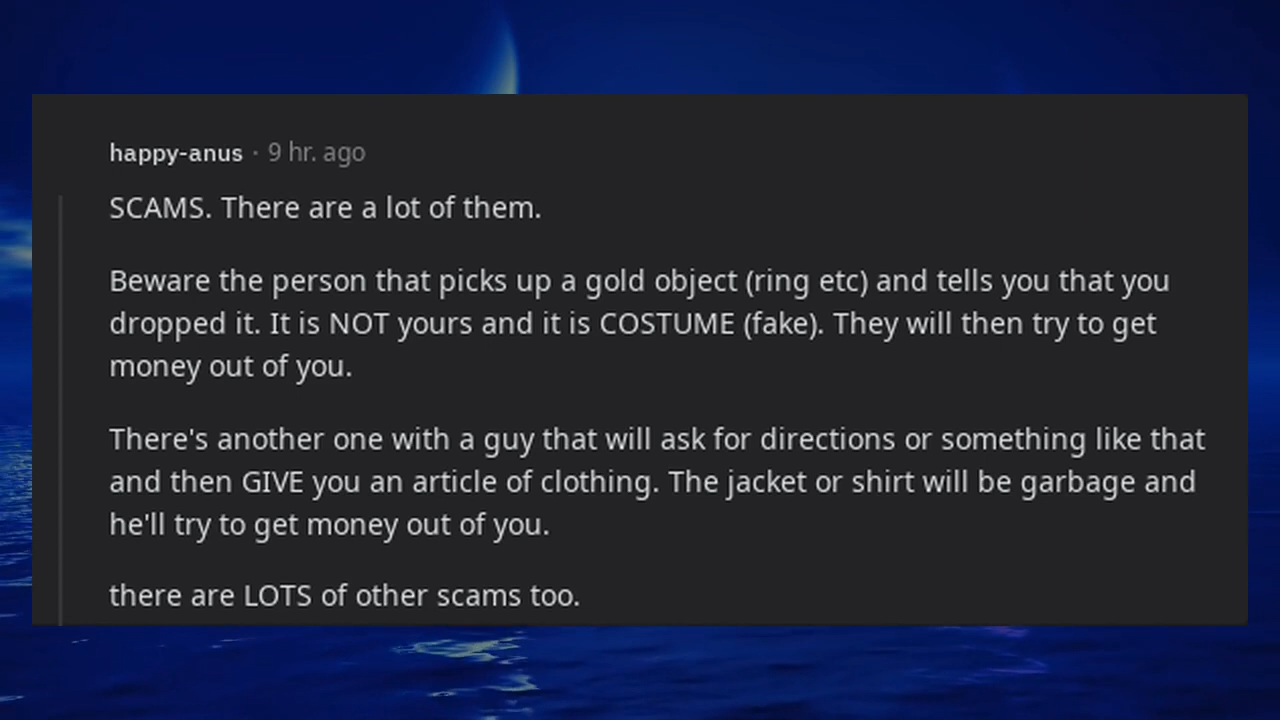 happy-anus · 9 hr. ago
SCAMS. There are a lot of them.
Beware the person that picks up a gold object (ring etc) and tells you that you
dropped it. It is NOT yours and it is COSTUME (fake). They will then try to get
money out of you.
There's another one with a guy that will ask for directions or something like that
and then GIVE you an article of clothing. The jacket or shirt will be garbage and
he'll try to get money out of you.
there are LOTS of other scams too.